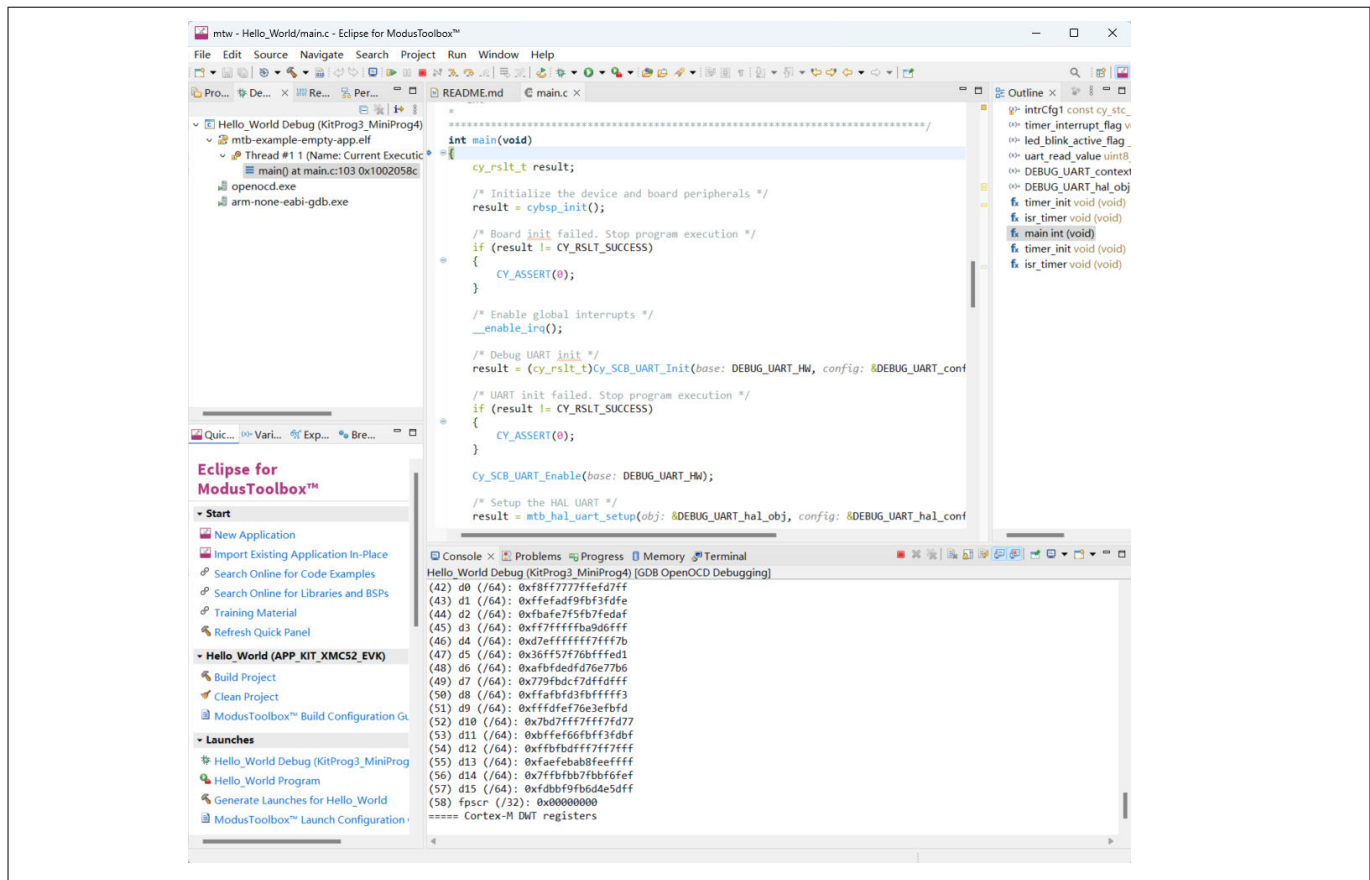 mtw - Hello_World/main.c - Eclipse for ModusToolbox™
File Edit Source Navigate Search Project Run Window Help
Pro... De... Re... Per...
Hello_World Debug (KitProg3_MiniProg4)
mtb-example-empty-app.elf
Thread #1 1 (Name: Current Executic
main() at main.c:103 0x1002058c
openocd.exe
arm-none-eabi-gdb.exe
README.md main.c
*
*******************************************************************************/
int main(void)
{
cy_rslt_t result;
/* Initialize the device and board peripherals */
result = cybsp_init();
/* Board init failed. Stop program execution */
if (result != CY_RSLT_SUCCESS)
{
CY_ASSERT(0);
}
/* Enable global interrupts */
__enable_irq();
/* Debug UART init */
result = (cy_rslt_t)Cy_SCB_UART_Init(base: DEBUG_UART_HW, config: &DEBUG_UART_conf
/* UART init failed. Stop program execution */
if (result != CY_RSLT_SUCCESS)
{
CY_ASSERT(0);
}
Cy_SCB_UART_Enable(base: DEBUG_UART_HW);
/* Setup the HAL UART */
result = mtb_hal_uart_setup(obj: &DEBUG_UART_hal_obj, config: &DEBUG_UART_hal_conf
Outline
intrCfg1 const cy_stc_
timer_interrupt_flag v
led_blink_active_flag _
uart_read_value uint8_
DEBUG_UART_context
DEBUG_UART_hal_obj
timer_init void (void)
isr_timer void (void)
main int (void)
timer_init void (void)
isr_timer void (void)
Quic... Vari... Exp... Bre...
Eclipse for
ModusToolbox™
Start
New Application
Import Existing Application In-Place
Search Online for Code Examples
Search Online for Libraries and BSPs
Training Material
Refresh Quick Panel
Hello_World (APP_KIT_XMC52_EVK)
Build Project
Clean Project
ModusToolbox™ Build Configuration Gu
Launches
Hello_World Debug (KitProg3_MiniProg
Hello_World Program
Generate Launches for Hello_World
ModusToolbox™ Launch Configuration
Console Problems Progress Memory Terminal
Hello_World Debug (KitProg3_MiniProg4) [GDB OpenOCD Debugging]
(42) d0 (/64): 0xf8ff7777ffefd7ff
(43) d1 (/64): 0xffefadf9fbf3fdfe
(44) d2 (/64): 0xfbafe7f5fb7fedaf
(45) d3 (/64): 0xff7fffffba9d6fff
(46) d4 (/64): 0xd7efffffff7fff7b
(47) d5 (/64): 0x36ff57f76bfffed1
(48) d6 (/64): 0xafbfdedfd76e77b6
(49) d7 (/64): 0x779fbdcf7dffdfff
(50) d8 (/64): 0xffafbfd3fbfffff3
(51) d9 (/64): 0xfffdfef76e3efbfd
(52) d10 (/64): 0x7bd7fff7fff7fd77
(53) d11 (/64): 0xbffef66fbff3fdbf
(54) d12 (/64): 0xffbfbdfff7ff7fff
(55) d13 (/64): 0xfaefebab8feeffff
(56) d14 (/64): 0x7ffbfbb7fbbf6fef
(57) d15 (/64): 0xfdbbf9fb6d4e5dff
(58) fpscr (/32): 0x00000000
===== Cortex-M DWT registers